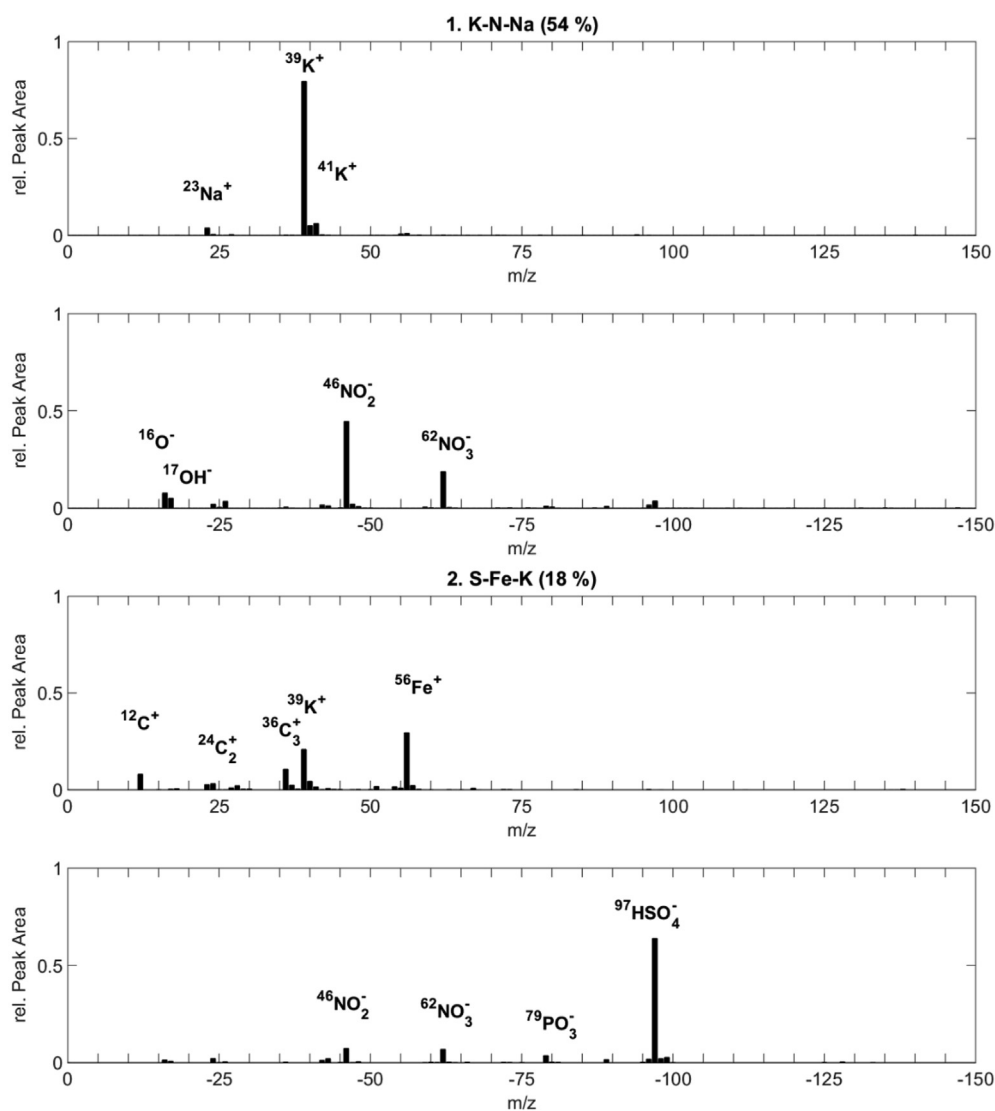 1. K-N-Na (54 %)
rel. Peak Area
1
0.5
0
³⁹K⁺
⁴¹K⁺
²³Na⁺
0 25 50 75 100 125 150
m/z
rel. Peak Area
1
0.5
0
⁴⁶NO₂⁻
¹⁶O⁻
⁶²NO₃⁻
¹⁷OH⁻
0 -25 -50 -75 -100 -125 -150
m/z
2. S-Fe-K (18 %)
rel. Peak Area
1
0.5
0
⁵⁶Fe⁺
³⁹K⁺
¹²C⁺
³⁶C₃⁺
²⁴C₂⁺
0 25 50 75 100 125 150
m/z
rel. Peak Area
1
0.5
0
⁹⁷HSO₄⁻
⁴⁶NO₂⁻
⁶²NO₃⁻
⁷⁹PO₃⁻
0 -25 -50 -75 -100 -125 -150
m/z